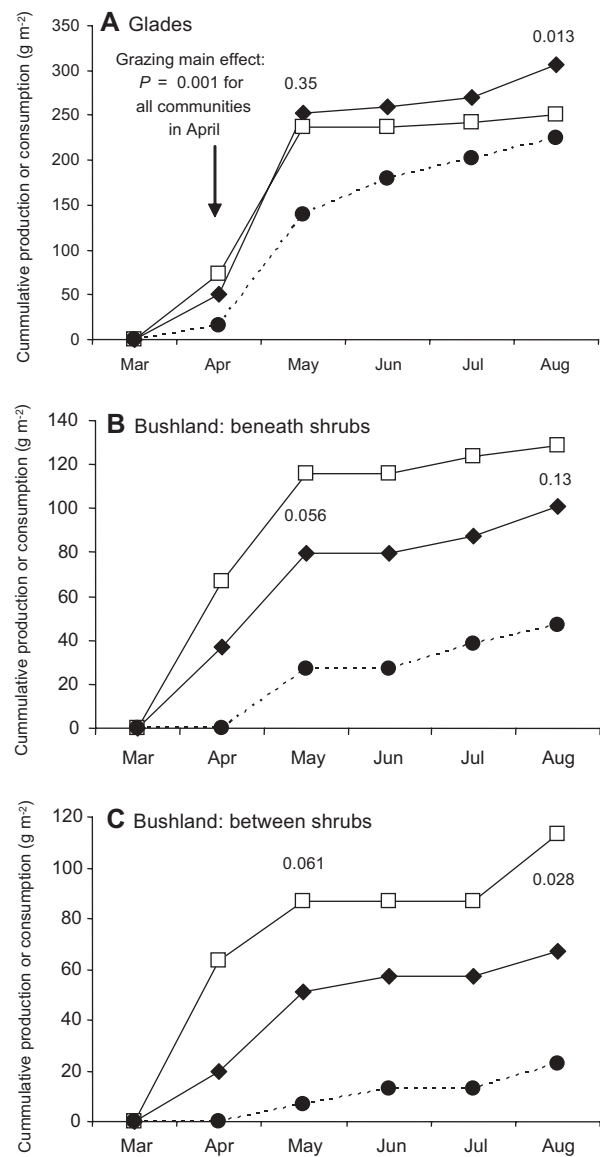 A Glades
Cummulative production or consumption (g m-2)
350
300
250
200
150
100
50
0
Grazing main effect:
P = 0.001 for
all communities
in April
0.35
0.013
Mar Apr May Jun Jul Aug
B Bushland: beneath shrubs
Cummulative production or consumption (g m-2)
140
120
100
80
60
40
20
0
0.056
0.13
Mar Apr May Jun Jul Aug
C Bushland: between shrubs
Cummulative production or consumption (g m-2)
120
100
80
60
40
20
0
0.061
0.028
Mar Apr May Jun Jul Aug